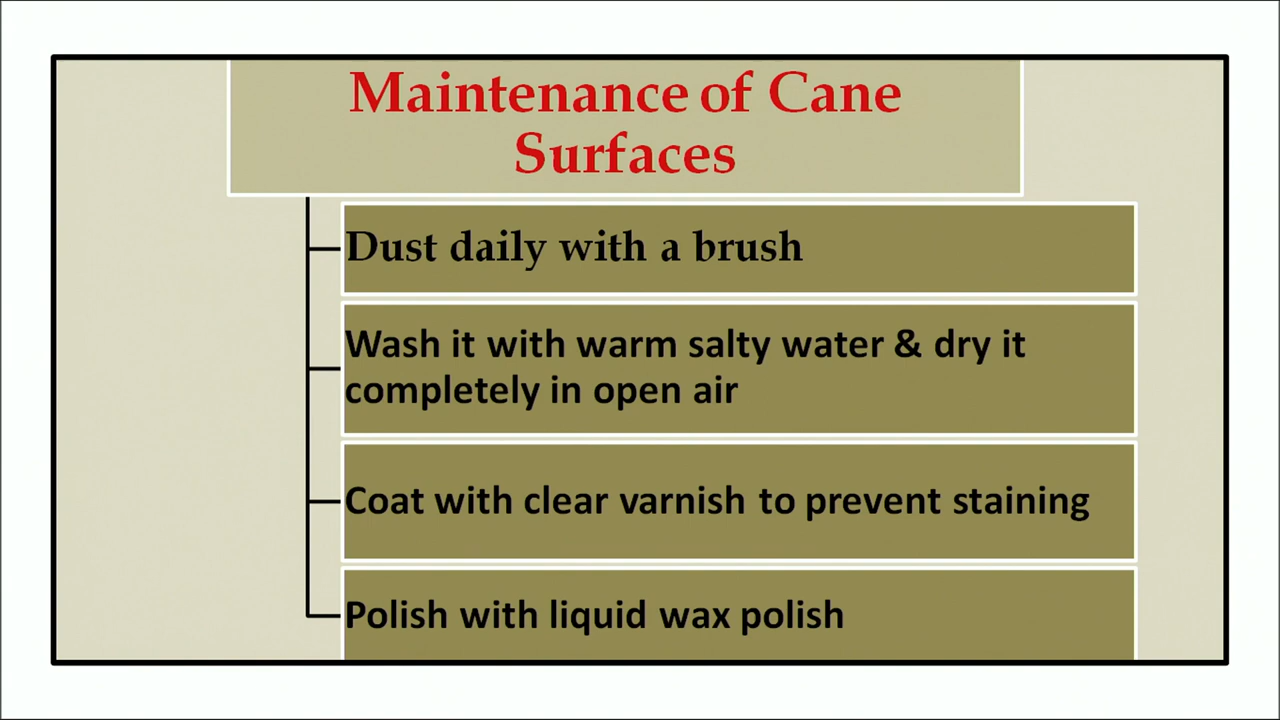 Maintenance of Cane
Surfaces
Dust daily with a brush
Wash it with warm salty water & dry it
completely in open air
Coat with clear varnish to prevent staining
Polish with liquid wax polish